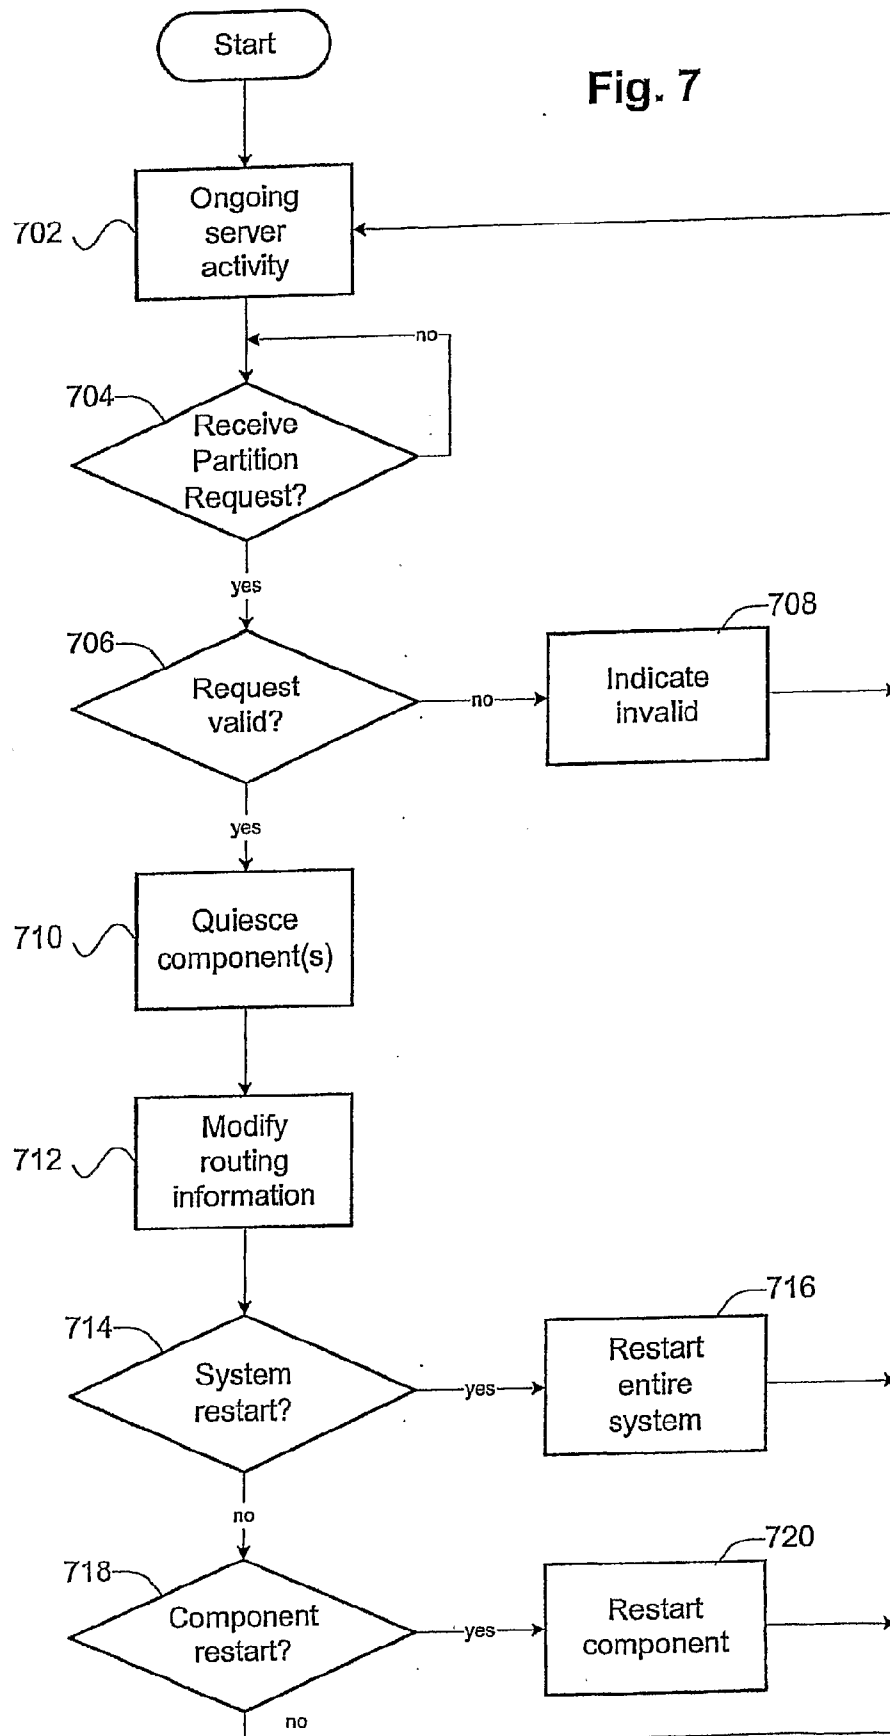 Start
Fig. 7
702
Ongoing
server
activity
no
704
Receive
Partition
Request?
yes
706
Request
valid?
no
708
Indicate
invalid
yes
710
Quiesce
component(s)
712
Modify
routing
information
714
System
restart?
yes
716
Restart
entire
system
no
718
Component
restart?
yes
720
Restart
component
no